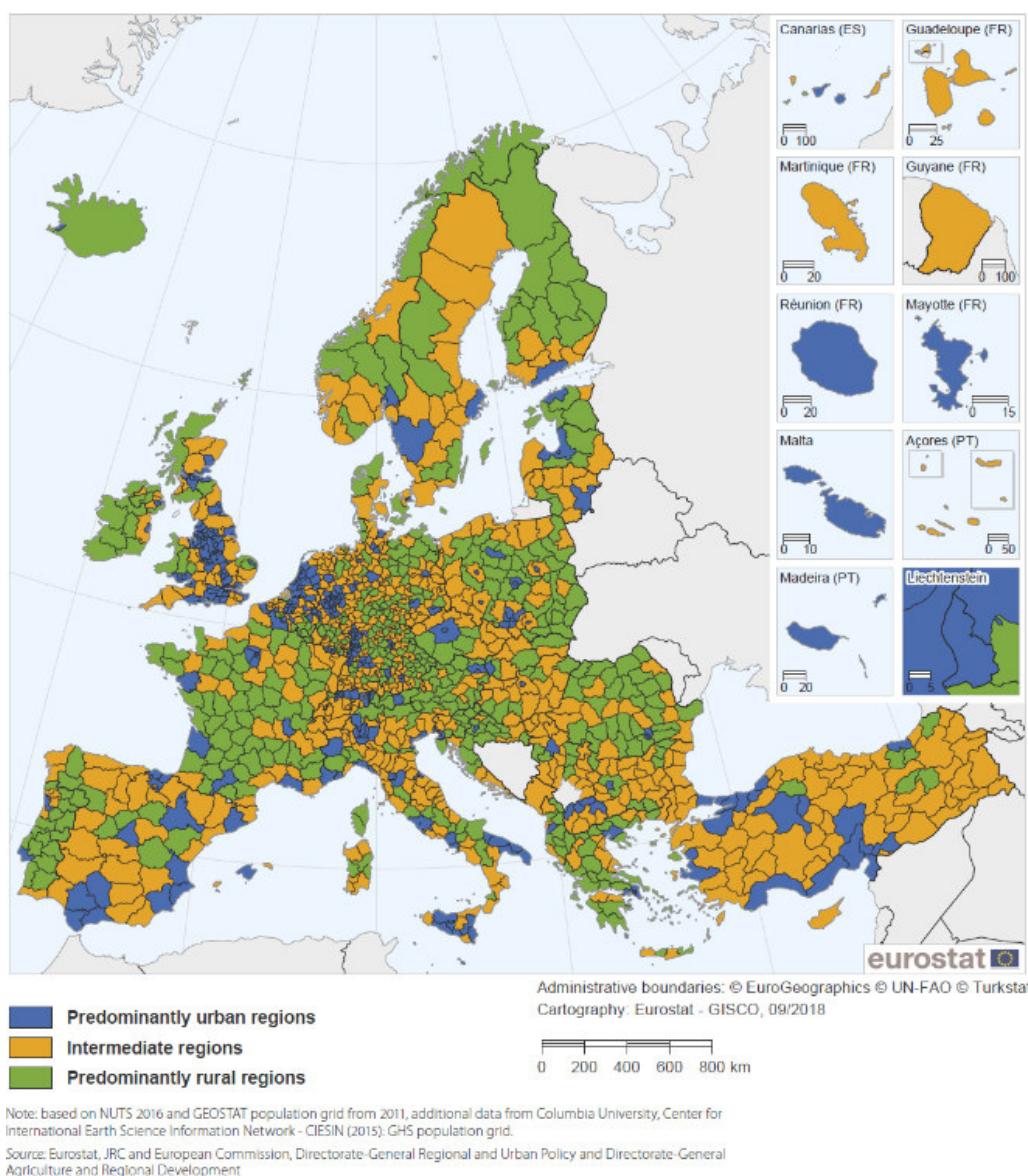 Canarias (ES)
0 100
Guadeloupe (FR)
0 25
Martinique (FR)
0 20
Guyane (FR)
0 100
Réunion (FR)
0 20
Mayotte (FR)
0 15
Malta
0 10
Açores (PT)
0 50
Madeira (PT)
0 20
Liechtenstein
0 5
eurostat
Administrative boundaries: © EuroGeographics © UN-FAO © Turkstat
Cartography: Eurostat - GISCO, 09/2018
0 200 400 600 800 km
Predominantly urban regions
Intermediate regions
Predominantly rural regions
Note: based on NUTS 2016 and GEOSTAT population grid from 2011, additional data from Columbia University, Center for
International Earth Science Information Network - CIESIN (2015): GHS population grid.
Source: Eurostat, JRC and European Commission, Directorate-General Regional and Urban Policy and Directorate-General
Agriculture and Regional Development